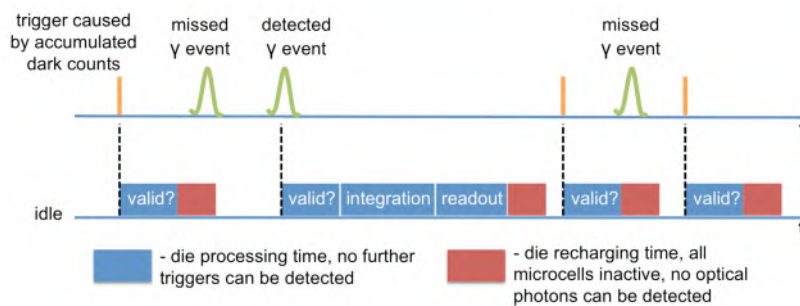 trigger caused
by accumulated
dark counts
missed
γ event
detected
γ event
missed
γ event
t
valid?
valid?
integration
readout
valid?
valid?
idle
t
- die processing time, no further
triggers can be detected
- die recharging time, all
microcells inactive, no optical
photons can be detected